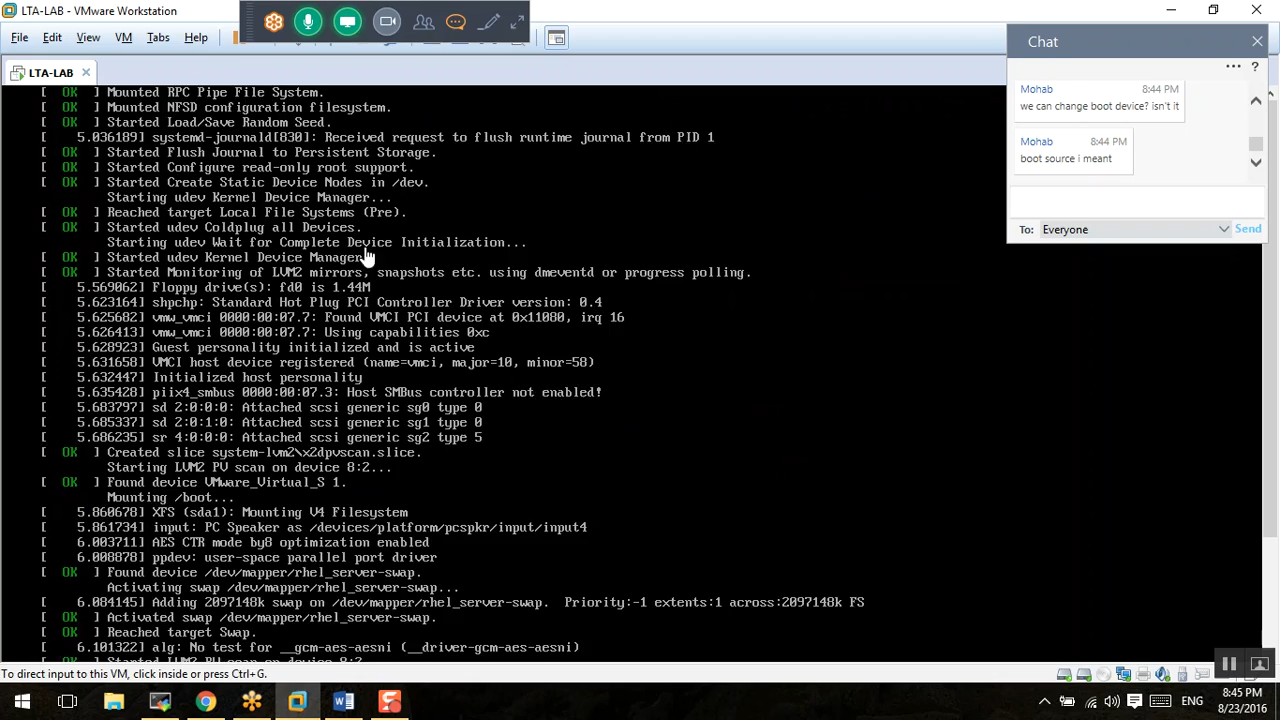 LTA-LAB - VMware Workstation
File Edit View VM Tabs Help
LTA-LAB
[ OK ] Mounted RPC Pipe File System.
[ OK ] Mounted NFSD configuration filesystem.
[ OK ] Started Load/Save Random Seed.
[ 5.036189] systemd-journald[830]: Received request to flush runtime journal from PID 1
[ OK ] Started Flush Journal to Persistent Storage.
[ OK ] Started Configure read-only root support.
[ OK ] Started Create Static Device Nodes in /dev.
Starting udev Kernel Device Manager...
[ OK ] Reached target Local File Systems (Pre).
[ OK ] Started udev Coldplug all Devices.
Starting udev Wait for Complete Device Initialization...
[ OK ] Started udev Kernel Device Manager
[ OK ] Started Monitoring of LVM2 mirrors, snapshots etc. using dmeventd or progress polling.
[ 5.569062] Floppy drive(s): fd0 is 1.44M
[ 5.623164] shpchp: Standard Hot Plug PCI Controller Driver version: 0.4
[ 5.625682] vmw_vmci 0000:00:07.7: Found VMCI PCI device at 0x11080, irq 16
[ 5.626413] vmw_vmci 0000:00:07.7: Using capabilities 0xc
[ 5.628923] Guest personality initialized and is active
[ 5.631658] VMCI host device registered (name=vmci, major=10, minor=58)
[ 5.632447] Initialized host personality
[ 5.635428] piix4_smbus 0000:00:07.3: Host SMBus controller not enabled!
[ 5.683797] sd 2:0:0:0: Attached scsi generic sg0 type 0
[ 5.685337] sd 2:0:1:0: Attached scsi generic sg1 type 0
[ 5.686235] sr 4:0:0:0: Attached scsi generic sg2 type 5
[ OK ] Created slice system-lvm2\x2dpvscan.slice.
Starting LVM2 PV scan on device 8:2...
[ OK ] Found device VMware_Virtual_S 1.
Mounting /boot...
[ 5.860678] XFS (sda1): Mounting V4 Filesystem
[ 5.861734] input: PC Speaker as /devices/platform/pcspkr/input/input4
[ 6.003711] AES CTR mode by8 optimization enabled
[ 6.008878] ppdev: user-space parallel port driver
[ OK ] Found device /dev/mapper/rhel_server-swap.
Activating swap /dev/mapper/rhel_server-swap...
[ 6.084145] Adding 2097148k swap on /dev/mapper/rhel_server-swap. Priority:-1 extents:1 across:2097148k FS
[ OK ] Activated swap /dev/mapper/rhel_server-swap.
[ OK ] Reached target Swap.
[ 6.101322] alg: No test for __gcm-aes-aesni (__driver-gcm-aes-aesni)
[ OK ] Started LVM2 PV scan on device 8:2
Chat
Mohab 8:44 PM
we can change boot device? isn't it
Mohab 8:44 PM
boot source i meant
To: Everyone Send
To direct input to this VM, click inside or press Ctrl+G.
ENG
8:45 PM
8/23/2016